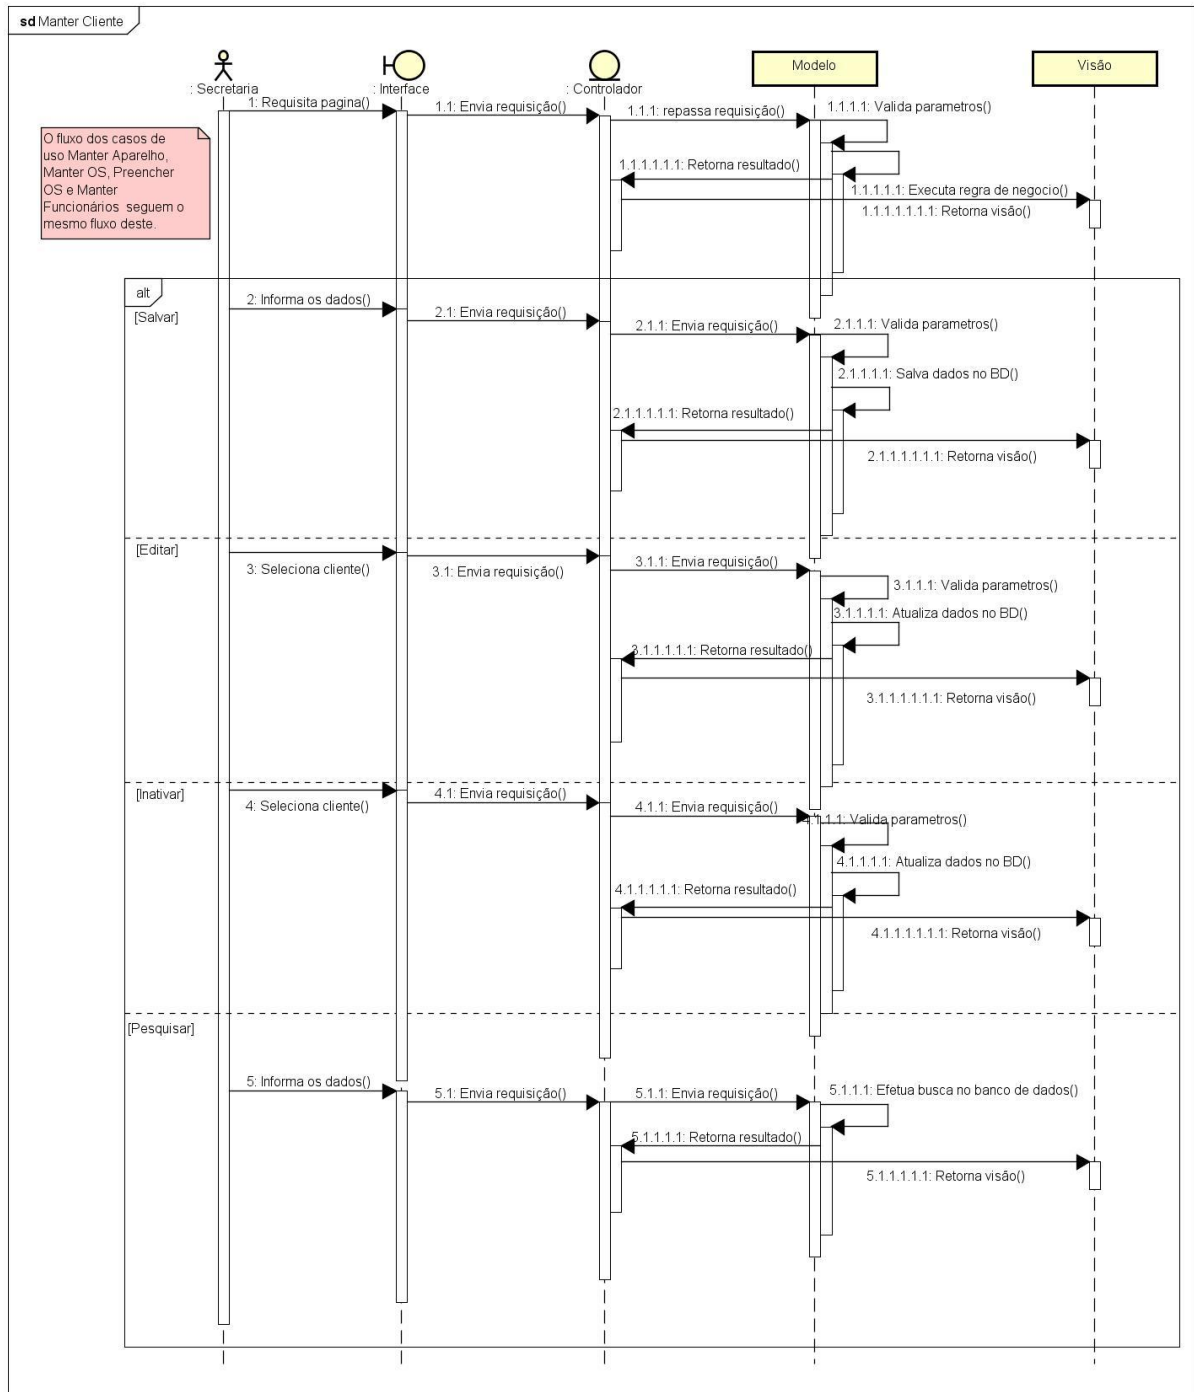 sd Manter Cliente
: Secretaria
: Interface
: Controlador
Modelo
Visão
1: Requisita pagina()
1.1: Envia requisição()
1.1.1: repassa requisição()
1.1.1.1: Valida parametros()
O fluxo dos casos de
uso Manter Aparelho,
Manter OS, Preencher
OS e Manter
Funcionários seguem o
mesmo fluxo deste.
1.1.1.1.1.1: Retorna resultado()
1.1.1.1.1: Executa regra de negocio()
1.1.1.1.1.1.1: Retorna visão()
alt
[Salvar]
2: Informa os dados()
2.1: Envia requisição()
2.1.1: Envia requisição()
2.1.1.1: Valida parametros()
2.1.1.1.1: Salva dados no BD()
2.1.1.1.1.1: Retorna resultado()
2.1.1.1.1.1.1: Retorna visão()
[Editar]
3: Seleciona cliente()
3.1: Envia requisição()
3.1.1: Envia requisição()
3.1.1.1: Valida parametros()
3.1.1.1.1: Atualiza dados no BD()
3.1.1.1.1.1: Retorna resultado()
3.1.1.1.1.1.1: Retorna visão()
[Inativar]
4: Seleciona cliente()
4.1: Envia requisição()
4.1.1: Envia requisição()
4.1.1.1: Valida parametros()
4.1.1.1.1: Atualiza dados no BD()
4.1.1.1.1.1: Retorna resultado()
4.1.1.1.1.1.1: Retorna visão()
[Pesquisar]
5: Informa os dados()
5.1: Envia requisição()
5.1.1: Envia requisição()
5.1.1.1: Efetua busca no banco de dados()
5.1.1.1.1: Retorna resultado()
5.1.1.1.1.1: Retorna visão()